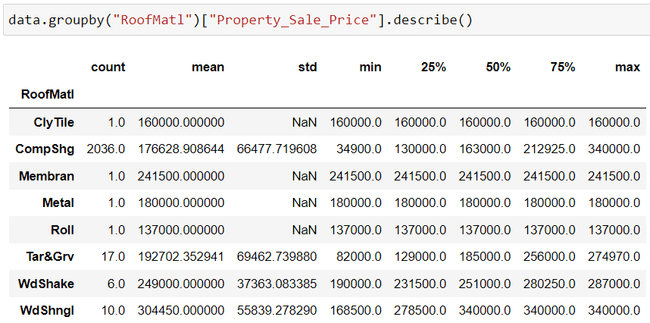 data.groupby("RoofMatl")["Property_Sale_Price"].describe()
count mean std min 25% 50% 75% max
RoofMatl
ClyTile 1.0 160000.000000 NaN 160000.0 160000.0 160000.0 160000.0 160000.0
CompShg 2036.0 176628.908644 66477.719608 34900.0 130000.0 163000.0 212925.0 340000.0
Membran 1.0 241500.000000 NaN 241500.0 241500.0 241500.0 241500.0 241500.0
Metal 1.0 180000.000000 NaN 180000.0 180000.0 180000.0 180000.0 180000.0
Roll 1.0 137000.000000 NaN 137000.0 137000.0 137000.0 137000.0 137000.0
Tar&Grv 17.0 192702.352941 69462.739880 82000.0 129000.0 185000.0 256000.0 274970.0
WdShake 6.0 249000.000000 37363.083385 190000.0 231500.0 251000.0 280250.0 287000.0
WdShngl 10.0 304450.000000 55839.278290 168500.0 278500.0 340000.0 340000.0 340000.0